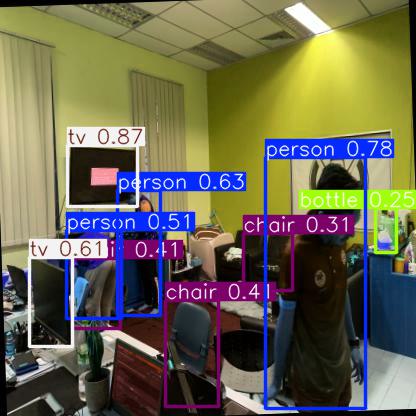 tv 0.87
person 0.78
person 0.63
bottle 0.25
person 0.51
chair 0.31
tv 0.61
0.41
chair 0.41